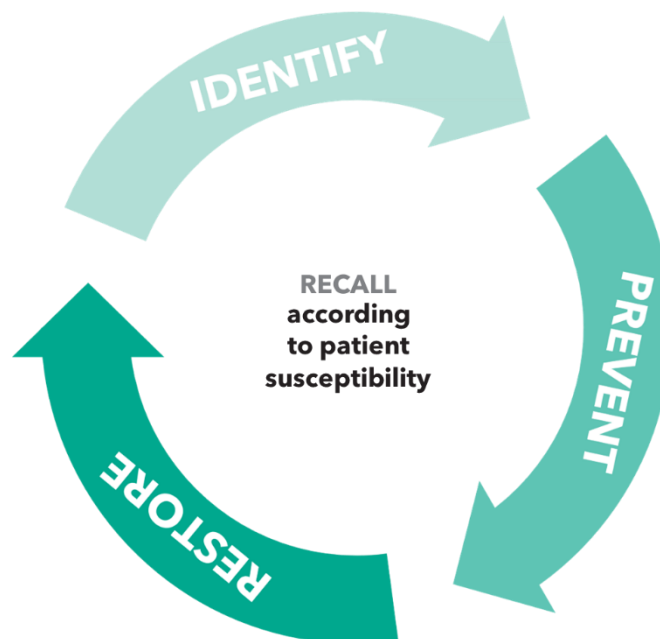 IDENTIFY
PREVENT
RESTORE
RECALL
according
to patient
susceptibility